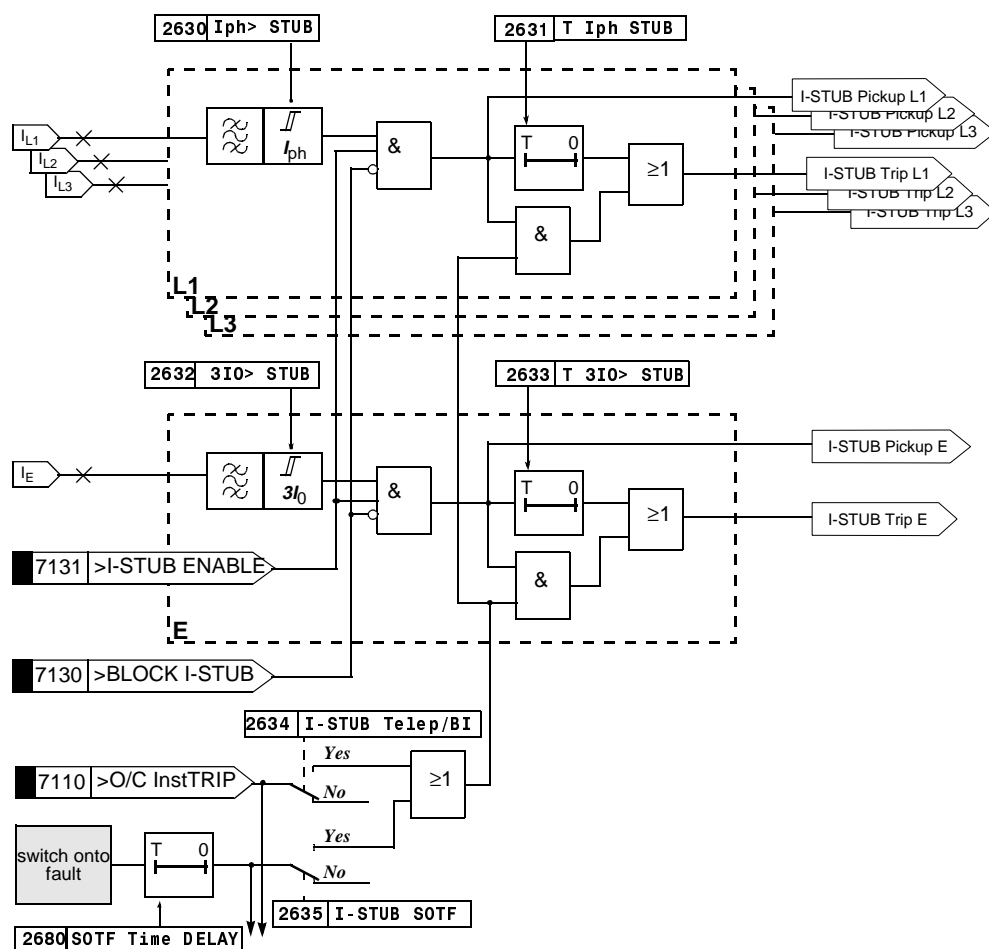 2630 Iph> STUB
2631 T Iph STUB
I-STUB Pickup L1
I-STUB Pickup L2
I-STUB Pickup L3
IL1
IL2
IL3
Iph
&
T 0
≥1
&
I-STUB Trip L1
I-STUB Trip L2
I-STUB Trip L3
L1
L2
L3
2632 3I0> STUB
2633 T 3I0> STUB
I-STUB Pickup E
IE
3I0
&
T 0
≥1
&
I-STUB Trip E
7131 >I-STUB ENABLE
E
7130 >BLOCK I-STUB
2634 I-STUB Telep/BI
Yes
7110 >O/C InstTRIP
No
≥1
Yes
switch onto
fault
T 0
No
2635 I-STUB SOTF
2680 SOTF Time DELAY